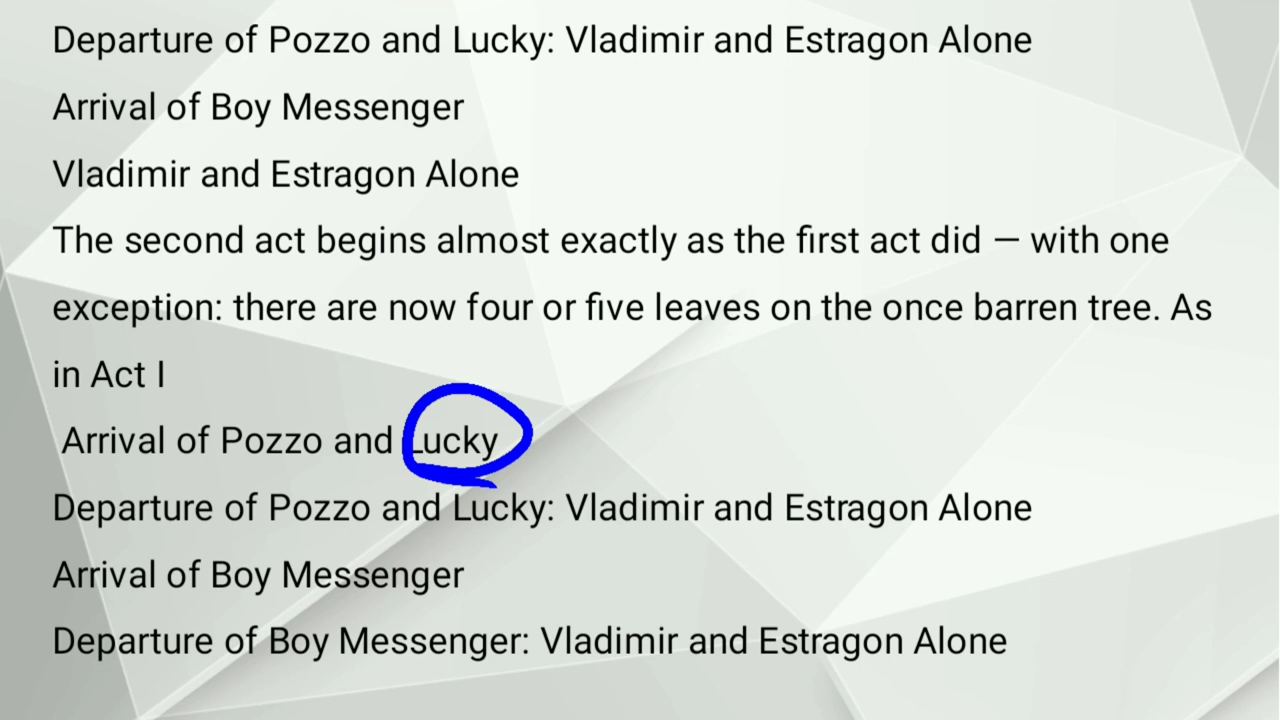 Departure of Pozzo and Lucky: Vladimir and Estragon Alone
Arrival of Boy Messenger
Vladimir and Estragon Alone
The second act begins almost exactly as the first act did — with one
exception: there are now four or five leaves on the once barren tree. As
in Act I
Arrival of Pozzo and Lucky
Departure of Pozzo and Lucky: Vladimir and Estragon Alone
Arrival of Boy Messenger
Departure of Boy Messenger: Vladimir and Estragon Alone